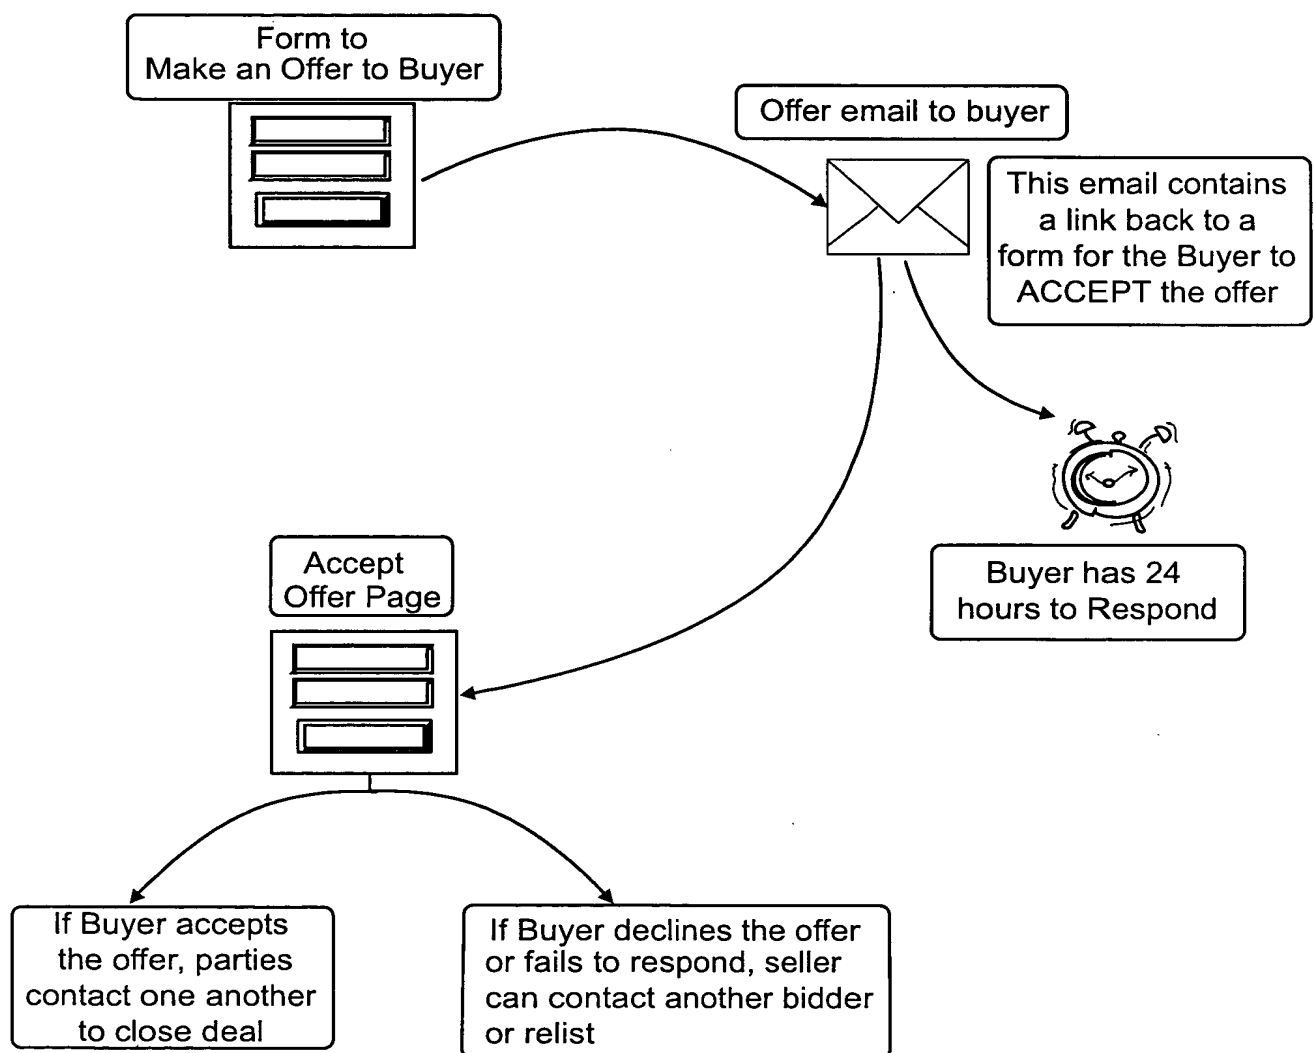 Form to
Make an Offer to Buyer
Offer email to buyer
This email contains
a link back to a
form for the Buyer to
ACCEPT the offer
Buyer has 24
hours to Respond
Accept
Offer Page
If Buyer accepts
the offer, parties
contact one another
to close deal
If Buyer declines the offer
or fails to respond, seller
can contact another bidder
or relist